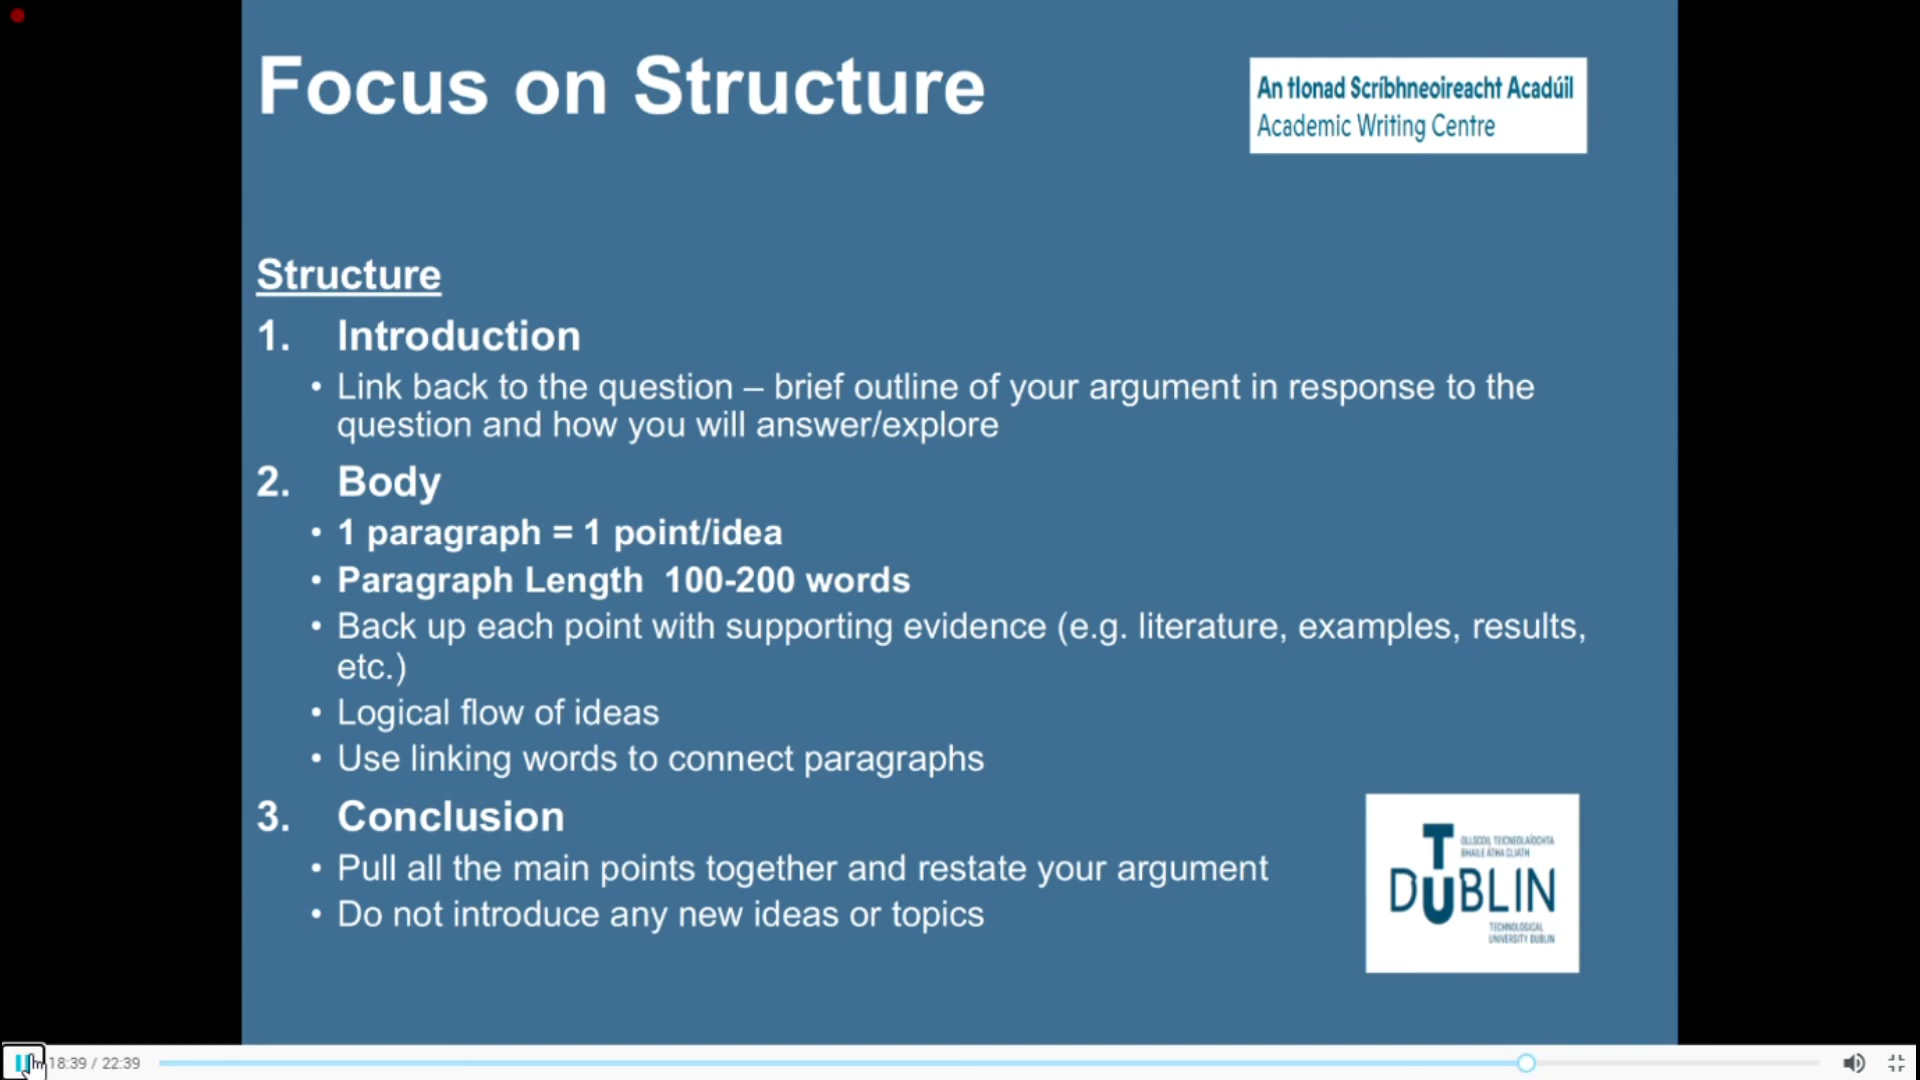 Focus on Structure
An tIonad Scríbhneoireacht Acadúil
Academic Writing Centre
Structure
1. Introduction
• Link back to the question – brief outline of your argument in response to the
question and how you will answer/explore
2. Body
• 1 paragraph = 1 point/idea
• Paragraph Length 100-200 words
• Back up each point with supporting evidence (e.g. literature, examples, results,
etc.)
• Logical flow of ideas
• Use linking words to connect paragraphs
3. Conclusion
• Pull all the main points together and restate your argument
• Do not introduce any new ideas or topics
OLLSCOIL TEICNEOLAÍOCHTA
BHAILE ÁTHA CLIATH
T
DUBLIN
TECHNOLOGICAL
UNIVERSITY DUBLIN
18:39 / 22:39